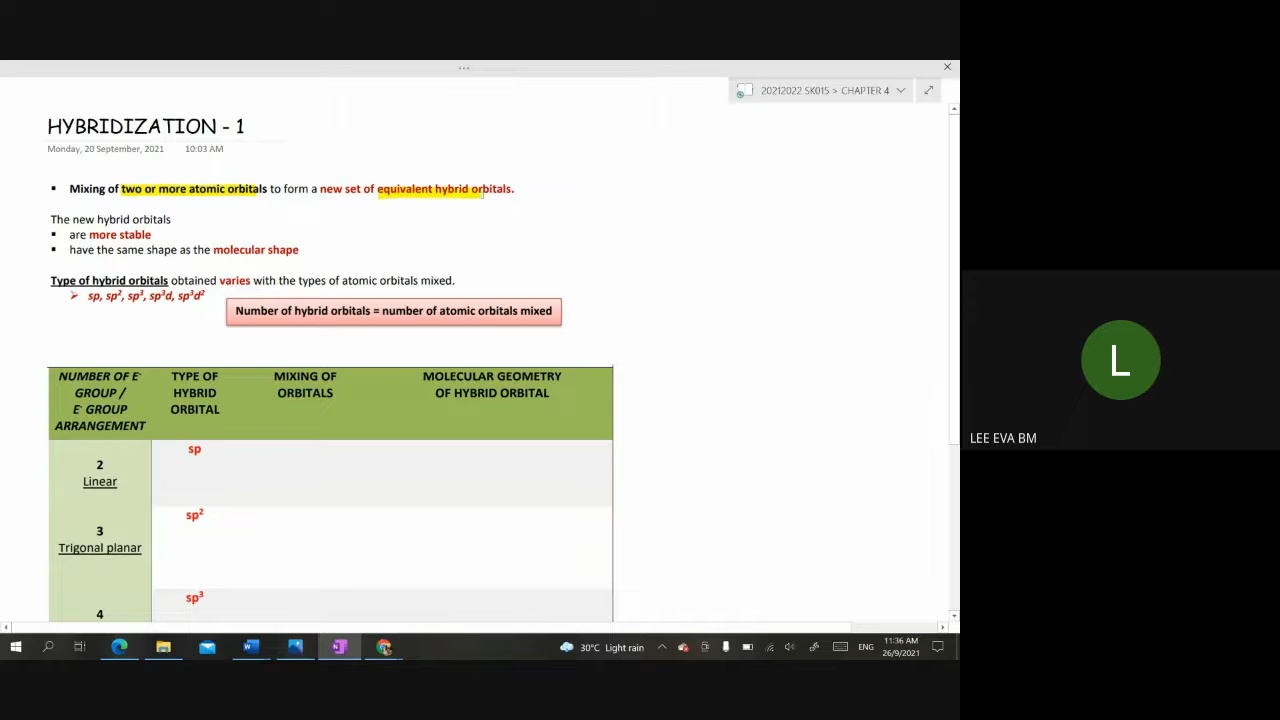 20212022 SK015 > CHAPTER 4
HYBRIDIZATION - 1
Monday, 20 September, 2021 10:03 AM
▪ Mixing of two or more atomic orbitals to form a new set of equivalent hybrid orbitals.
The new hybrid orbitals
▪ are more stable
▪ have the same shape as the molecular shape
Type of hybrid orbitals obtained varies with the types of atomic orbitals mixed.
➢ sp, sp², sp³, sp³d, sp³d²
Number of hybrid orbitals = number of atomic orbitals mixed
NUMBER OF E⁻
GROUP /
E⁻ GROUP
ARRANGEMENT
TYPE OF
HYBRID
ORBITAL
MIXING OF
ORBITALS
MOLECULAR GEOMETRY
OF HYBRID ORBITAL
2
Linear
sp
3
Trigonal planar
sp²
4
sp³
L
LEE EVA BM
30°C Light rain
ENG
11:36 AM
26/9/2021